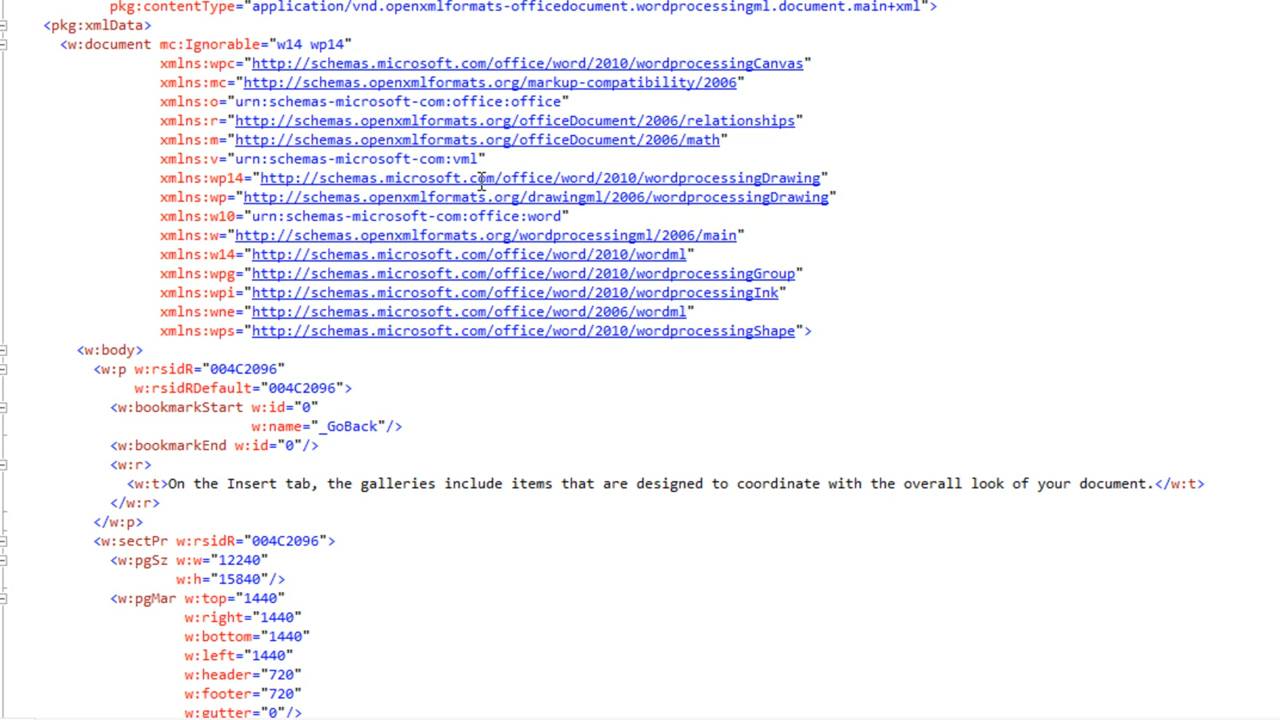 pkg:contentType="application/vnd.openxmlformats-officedocument.wordprocessingml.document.main+xml">
<pkg:xmlData>
<w:document mc:Ignorable="w14 wp14"
xmlns:wpc="http://schemas.microsoft.com/office/word/2010/wordprocessingCanvas"
xmlns:mc="http://schemas.openxmlformats.org/markup-compatibility/2006"
xmlns:o="urn:schemas-microsoft-com:office:office"
xmlns:r="http://schemas.openxmlformats.org/officeDocument/2006/relationships"
xmlns:m="http://schemas.openxmlformats.org/officeDocument/2006/math"
xmlns:v="urn:schemas-microsoft-com:vml"
xmlns:wp14="http://schemas.microsoft.com/office/word/2010/wordprocessingDrawing"
xmlns:wp="http://schemas.openxmlformats.org/drawingml/2006/wordprocessingDrawing"
xmlns:w10="urn:schemas-microsoft-com:office:word"
xmlns:w="http://schemas.openxmlformats.org/wordprocessingml/2006/main"
xmlns:w14="http://schemas.microsoft.com/office/word/2010/wordml"
xmlns:wpg="http://schemas.microsoft.com/office/word/2010/wordprocessingGroup"
xmlns:wpi="http://schemas.microsoft.com/office/word/2010/wordprocessingInk"
xmlns:wne="http://schemas.microsoft.com/office/word/2006/wordml"
xmlns:wps="http://schemas.microsoft.com/office/word/2010/wordprocessingShape">
<w:body>
<w:p w:rsidR="004C2096"
w:rsidRDefault="004C2096">
<w:bookmarkStart w:id="0"
w:name="_GoBack"/>
<w:bookmarkEnd w:id="0"/>
<w:r>
<w:t>On the Insert tab, the galleries include items that are designed to coordinate with the overall look of your document.</w:t>
</w:r>
</w:p>
<w:sectPr w:rsidR="004C2096">
<w:pgSz w:w="12240"
w:h="15840"/>
<w:pgMar w:top="1440"
w:right="1440"
w:bottom="1440"
w:left="1440"
w:header="720"
w:footer="720"
w:gutter="0"/>